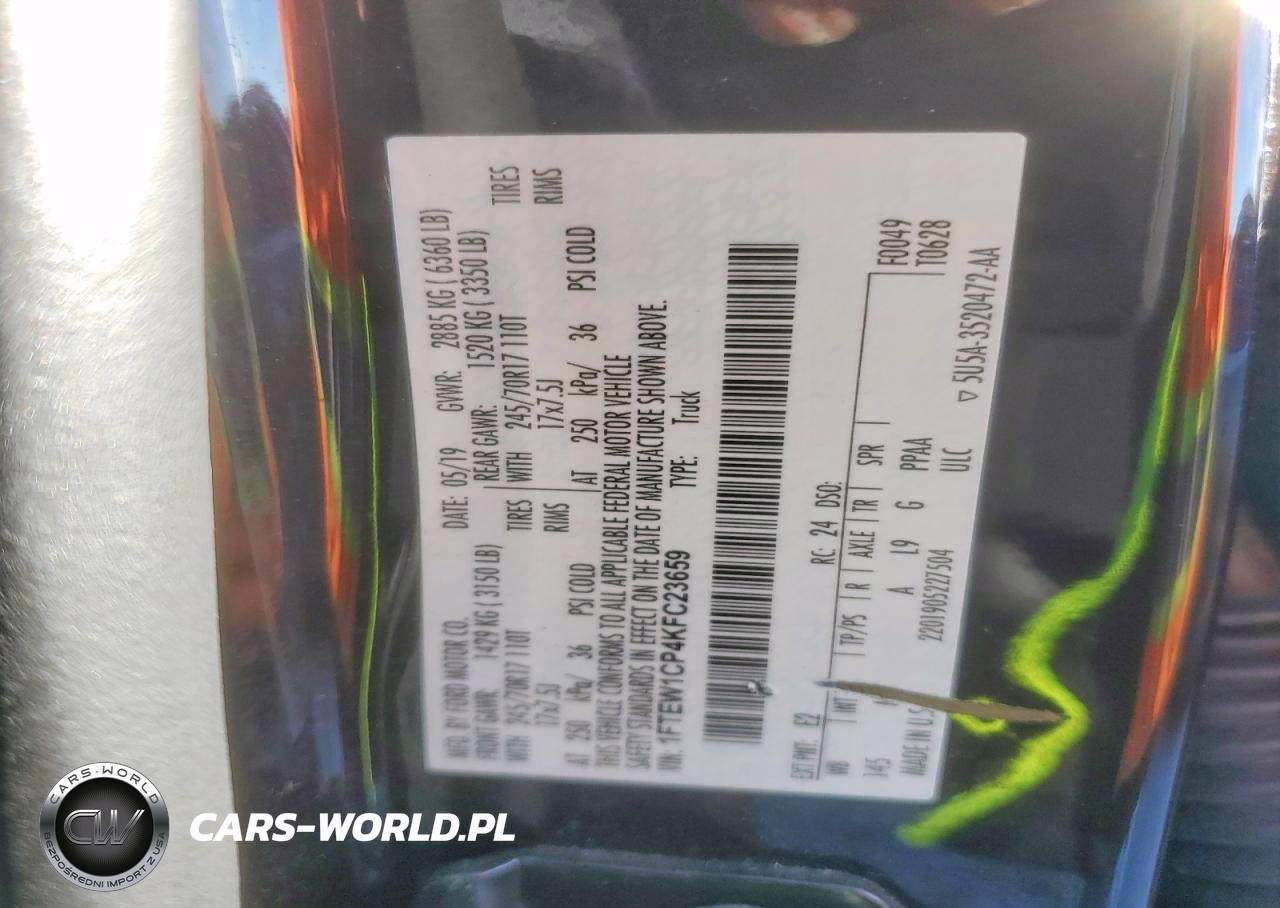 MFD. BY FORD MOTOR CO. DATE: 05/19 GVWR: 2885 KG ( 6360 LB)
FRONT GAWR: 1429 KG ( 3150 LB) REAR GAWR: 1520 KG ( 3350 LB)
WITH 245/70R17 110T TIRES WITH 245/70R17 110T TIRES
17x7.5J RIMS 17x7.5J RIMS
AT 250 kPa/ 36 PSI COLD AT 250 kPa/ 36 PSI COLD
THIS VEHICLE CONFORMS TO ALL APPLICABLE FEDERAL MOTOR VEHICLE
SAFETY STANDARDS IN EFFECT ON THE DATE OF MANUFACTURE SHOWN ABOVE.
VIN: 1FTEW1CP4KFC23659 TYPE: Truck
EXT PNT: E2 RC: 24 DSO:
WB INT TP/PS R AXLE TR SPR F0049
145 A L9 G PPAA T0628
ULC
MADE IN U.S. 2201905227504 ▽ 5U5A-3520472-AA
CARS-WORLD
CW
BEZPOŚREDNI IMPORT Z USA
CARS-WORLD.PL